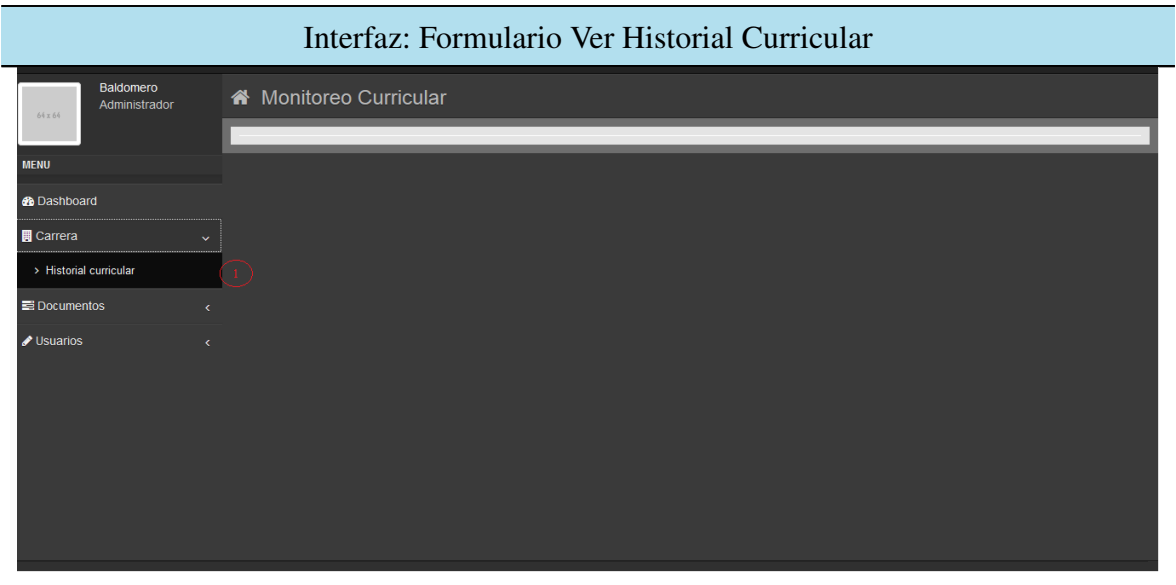 Interfaz: Formulario Ver Historial Curricular
64 x 64
Baldomero
Administrador
Monitoreo Curricular
MENU
Dashboard
Carrera
Historial curricular
1
Documentos
Usuarios